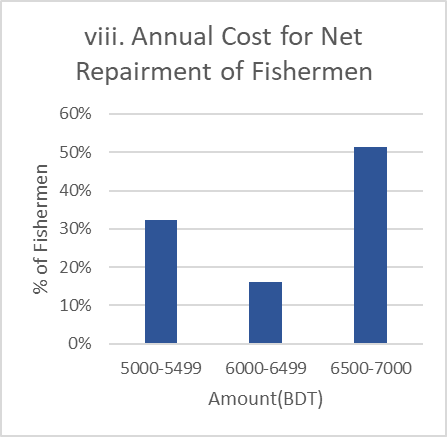 viii. Annual Cost for Net
Repairment of Fishermen
60%
50%
40%
30%
20%
10%
0%
% of Fishermen
5000-5499 6000-6499 6500-7000
Amount(BDT)